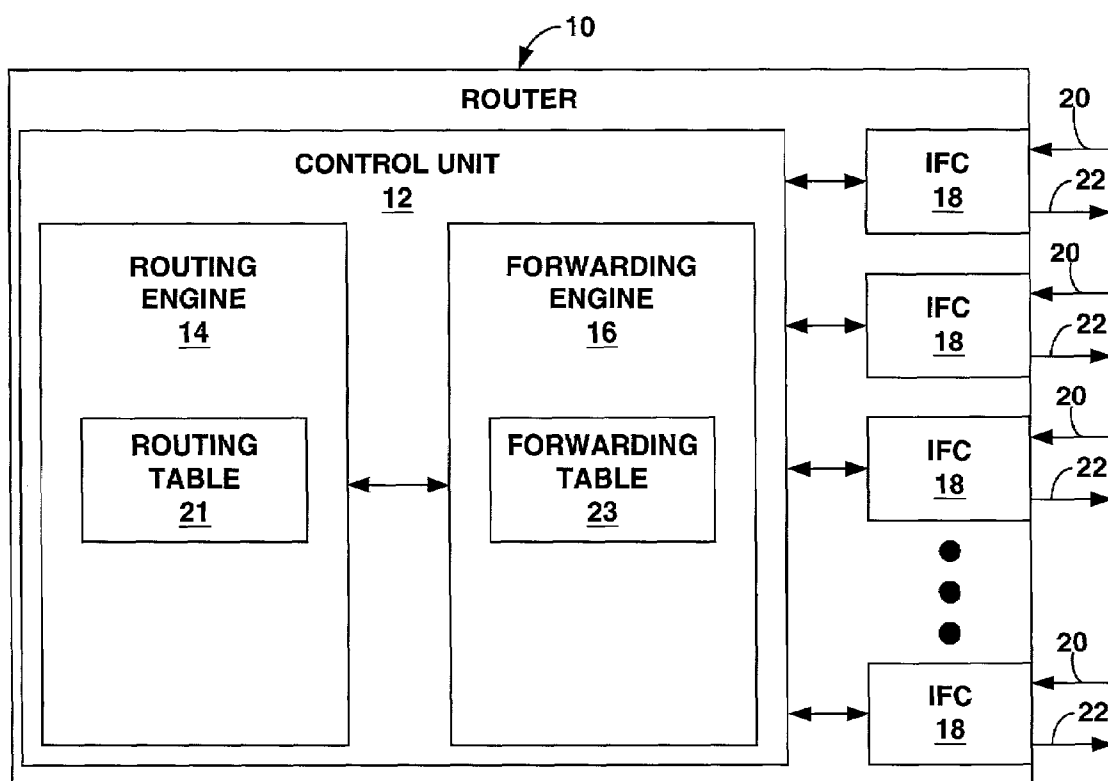 10
ROUTER
CONTROL UNIT
12
ROUTING
ENGINE
14
ROUTING
TABLE
21
FORWARDING
ENGINE
16
FORWARDING
TABLE
23
IFC
18
20
22
IFC
18
20
22
IFC
18
20
22
IFC
18
20
22